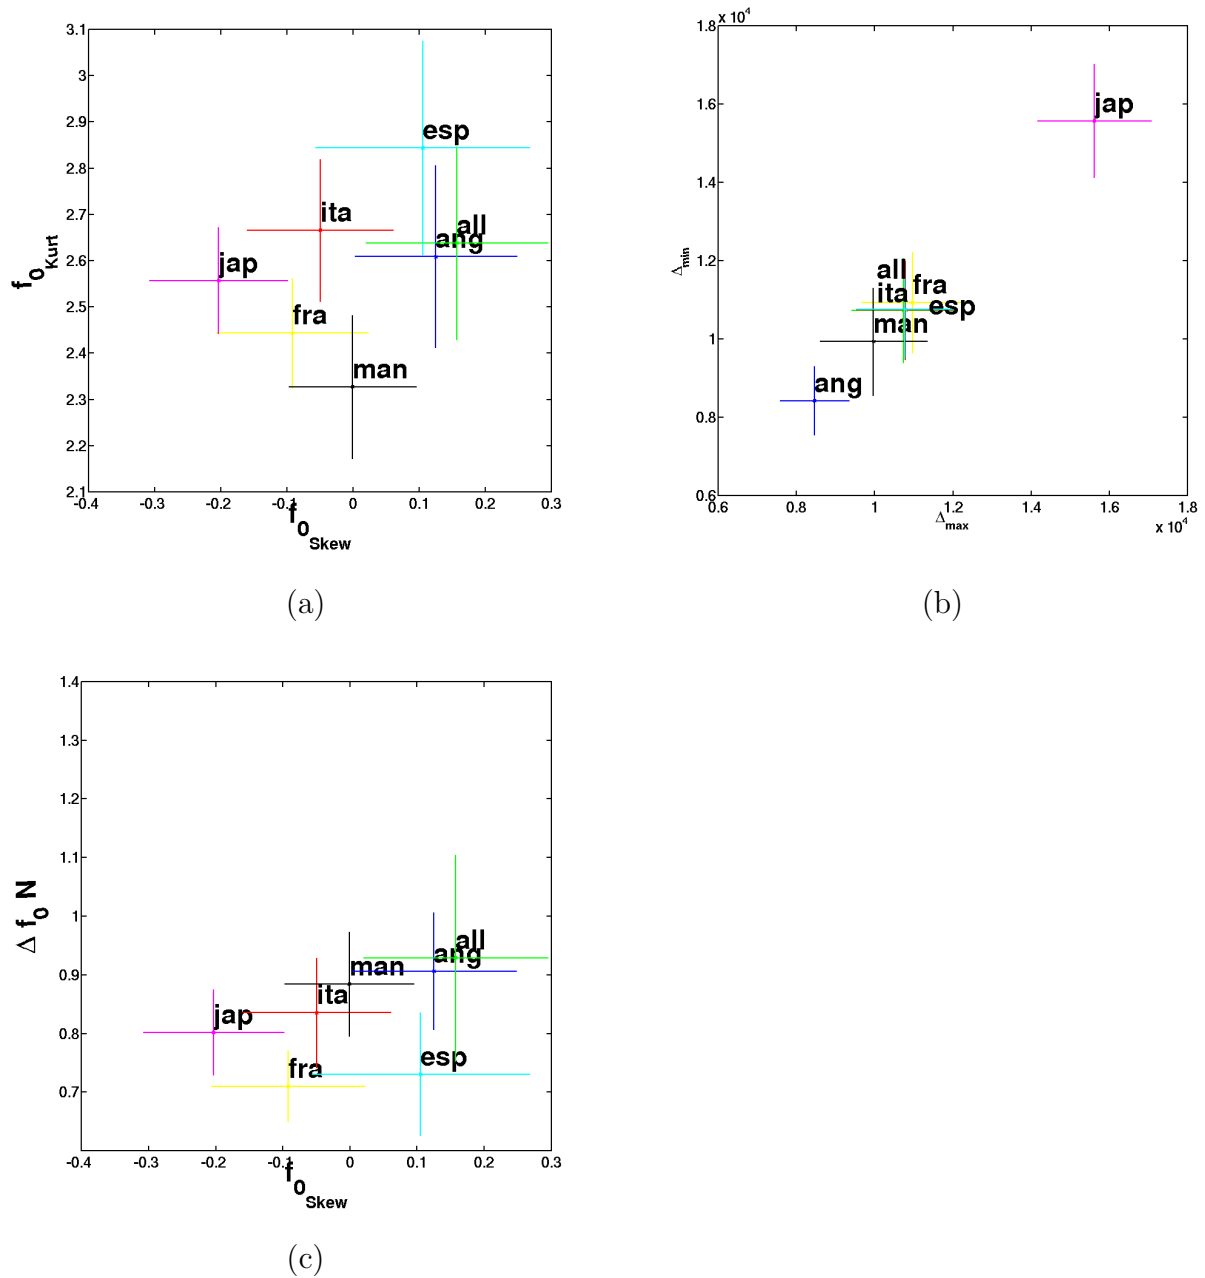 3.1
3
2.9
2.8
2.7
2.6
2.5
2.4
2.3
2.2
2.1
f0Kurt
esp
ita
all
ang
jap
fra
man
-0.4 -0.3 -0.2 -0.1 0 0.1 0.2 0.3
f0Skew
(a)
x 10^4
1.8
1.6
1.4
1.2
1
0.8
0.6
Δmin
jap
all
fra
ita
esp
man
ang
0.6 0.8 1 1.2 1.4 1.6 1.8
Δmax
x 10^4
(b)
1.4
1.3
1.2
1.1
1
0.9
0.8
0.7
Δ f0 N
all
ang
man
ita
jap
esp
fra
-0.4 -0.3 -0.2 -0.1 0 0.1 0.2 0.3
f0Skew
(c)